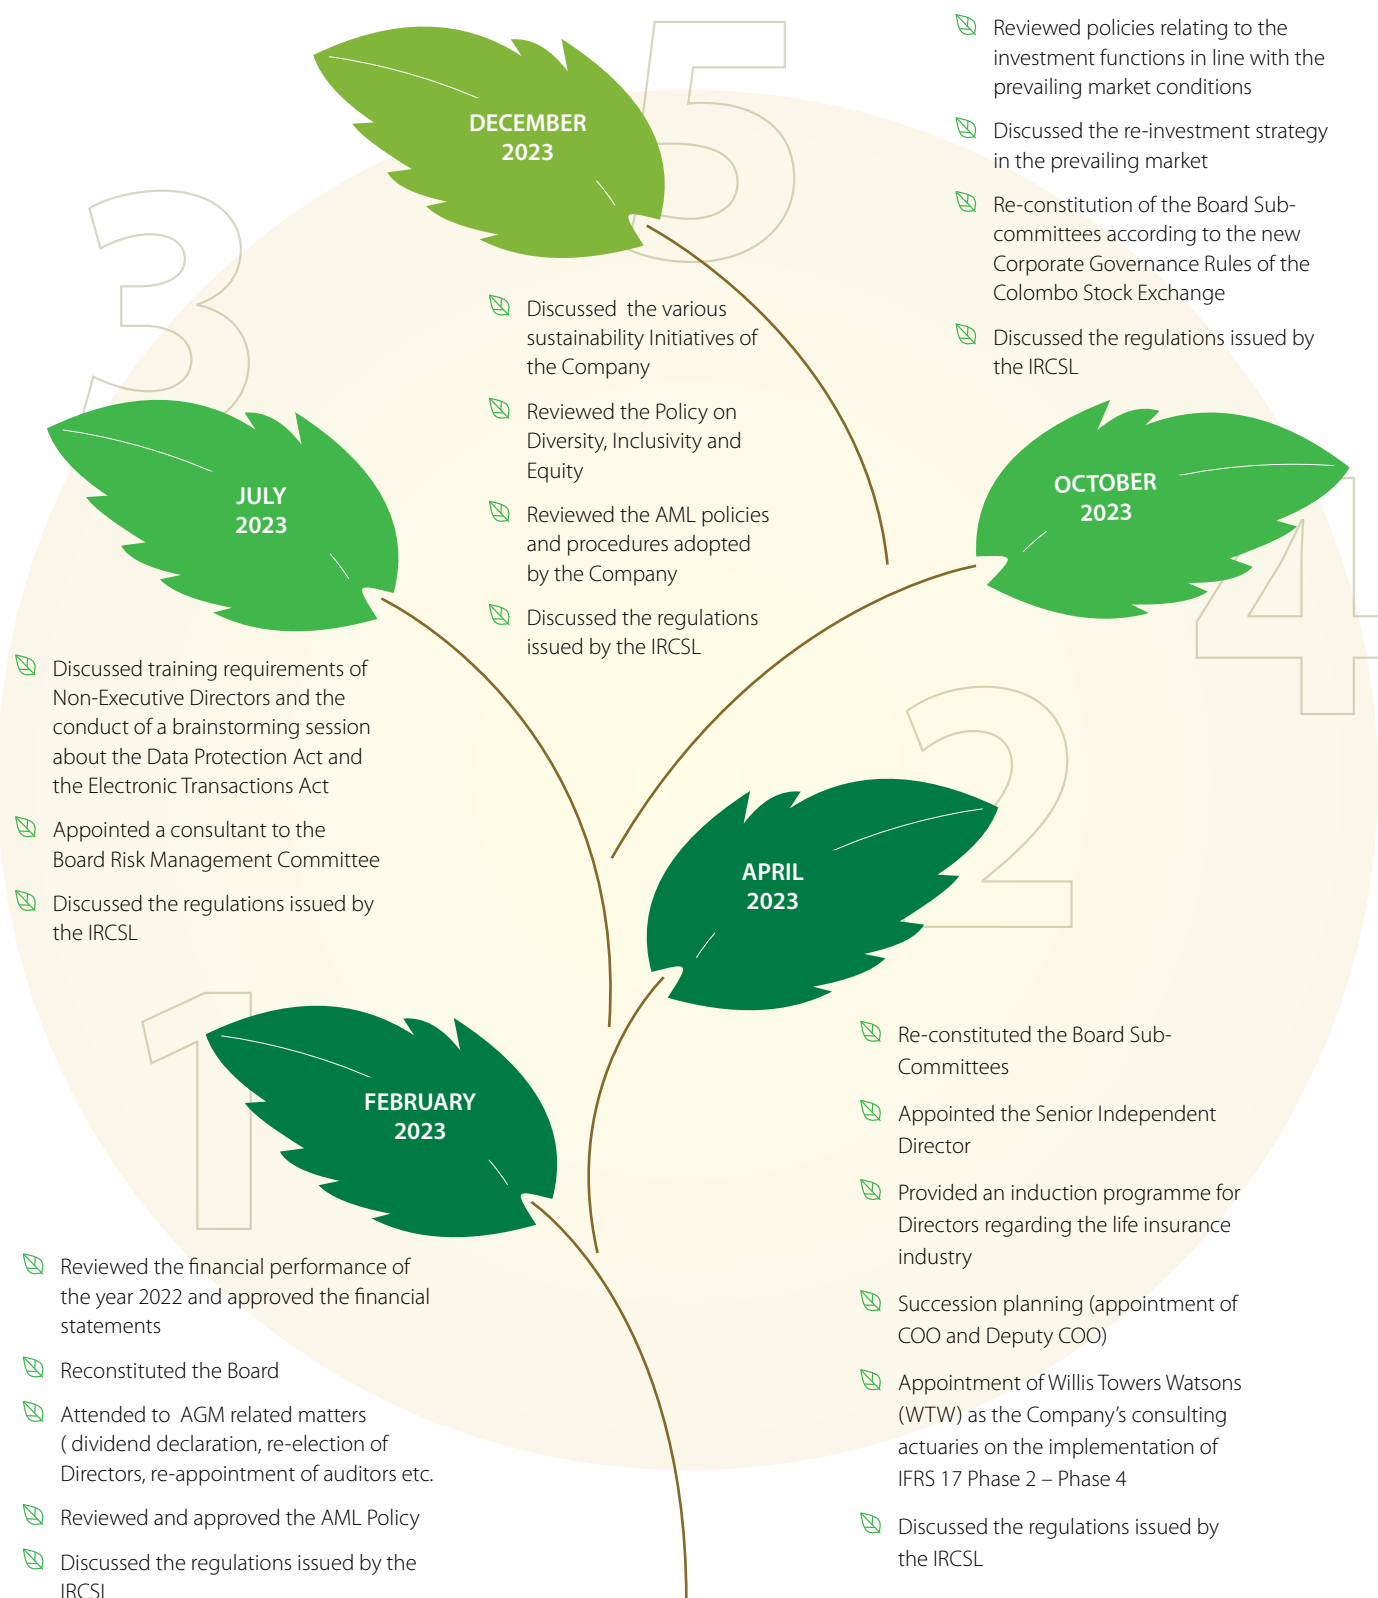 5
DECEMBER
2023
Discussed  the various
sustainability Initiatives of
the Company
Reviewed the Policy on
Diversity, Inclusivity and
Equity
Reviewed the AML policies
and procedures adopted
by the Company
Discussed the regulations
issued by the IRCSL
Reviewed policies relating to the
investment functions in line with the
prevailing market conditions
Discussed the re-investment strategy
in the prevailing market
Re-constitution of the Board Sub-
committees according to the new
Corporate Governance Rules of the
Colombo Stock Exchange
Discussed the regulations issued by
the IRCSL
4
OCTOBER
2023
3
JULY
2023
Discussed training requirements of
Non-Executive Directors and the
conduct of a brainstorming session
about the Data Protection Act and
the Electronic Transactions Act
Appointed a consultant to the
Board Risk Management Committee
Discussed the regulations issued by
the IRCSL
2
APRIL
2023
Re-constituted the Board Sub-
Committees
Appointed the Senior Independent
Director
Provided an induction programme for
Directors regarding the life insurance
industry
Succession planning (appointment of
COO and Deputy COO)
Appointment of Willis Towers Watsons
(WTW) as the Company’s consulting
actuaries on the implementation of
IFRS 17 Phase 2 – Phase 4
Discussed the regulations issued by
the IRCSL
1
FEBRUARY
2023
Reviewed the financial performance of
the year 2022 and approved the financial
statements
Reconstituted the Board
Attended to  AGM related matters
( dividend declaration, re-election of
Directors, re-appointment of auditors etc.
Reviewed and approved the AML Policy
Discussed the regulations issued by the
IRCSL